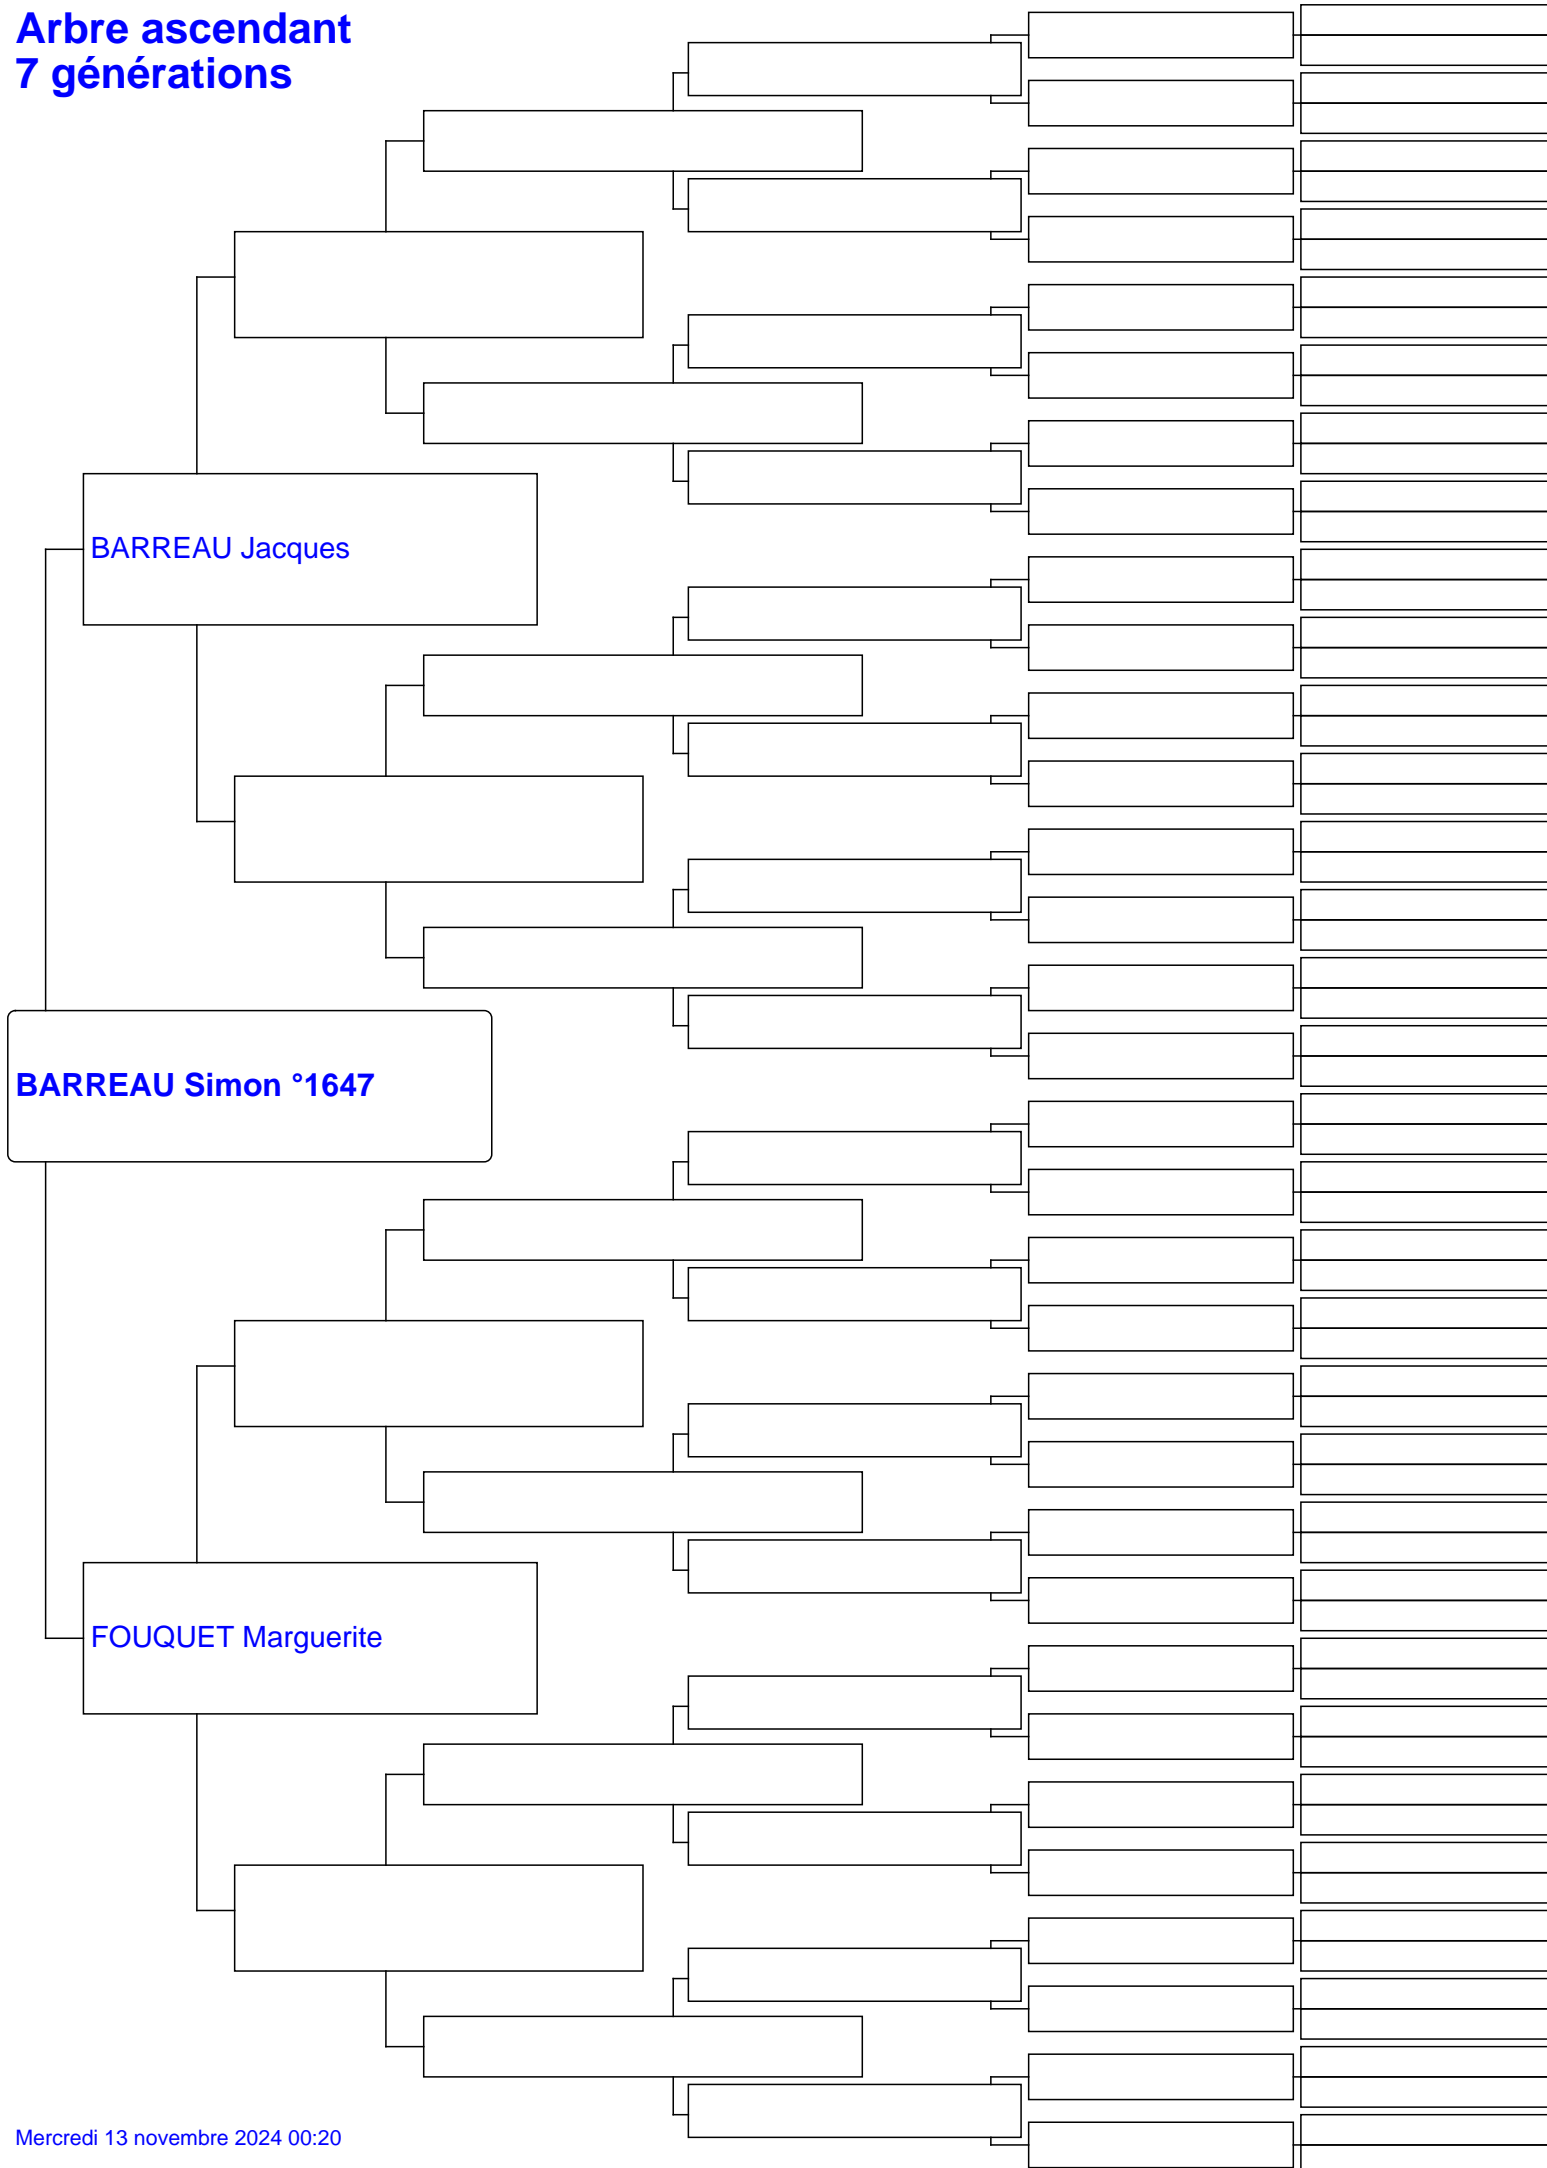 Arbre ascendant
7 générations
BARREAU Jacques
BARREAU Simon °1647
FOUQUET Marguerite
Mercredi 13 novembre 2024 00:20